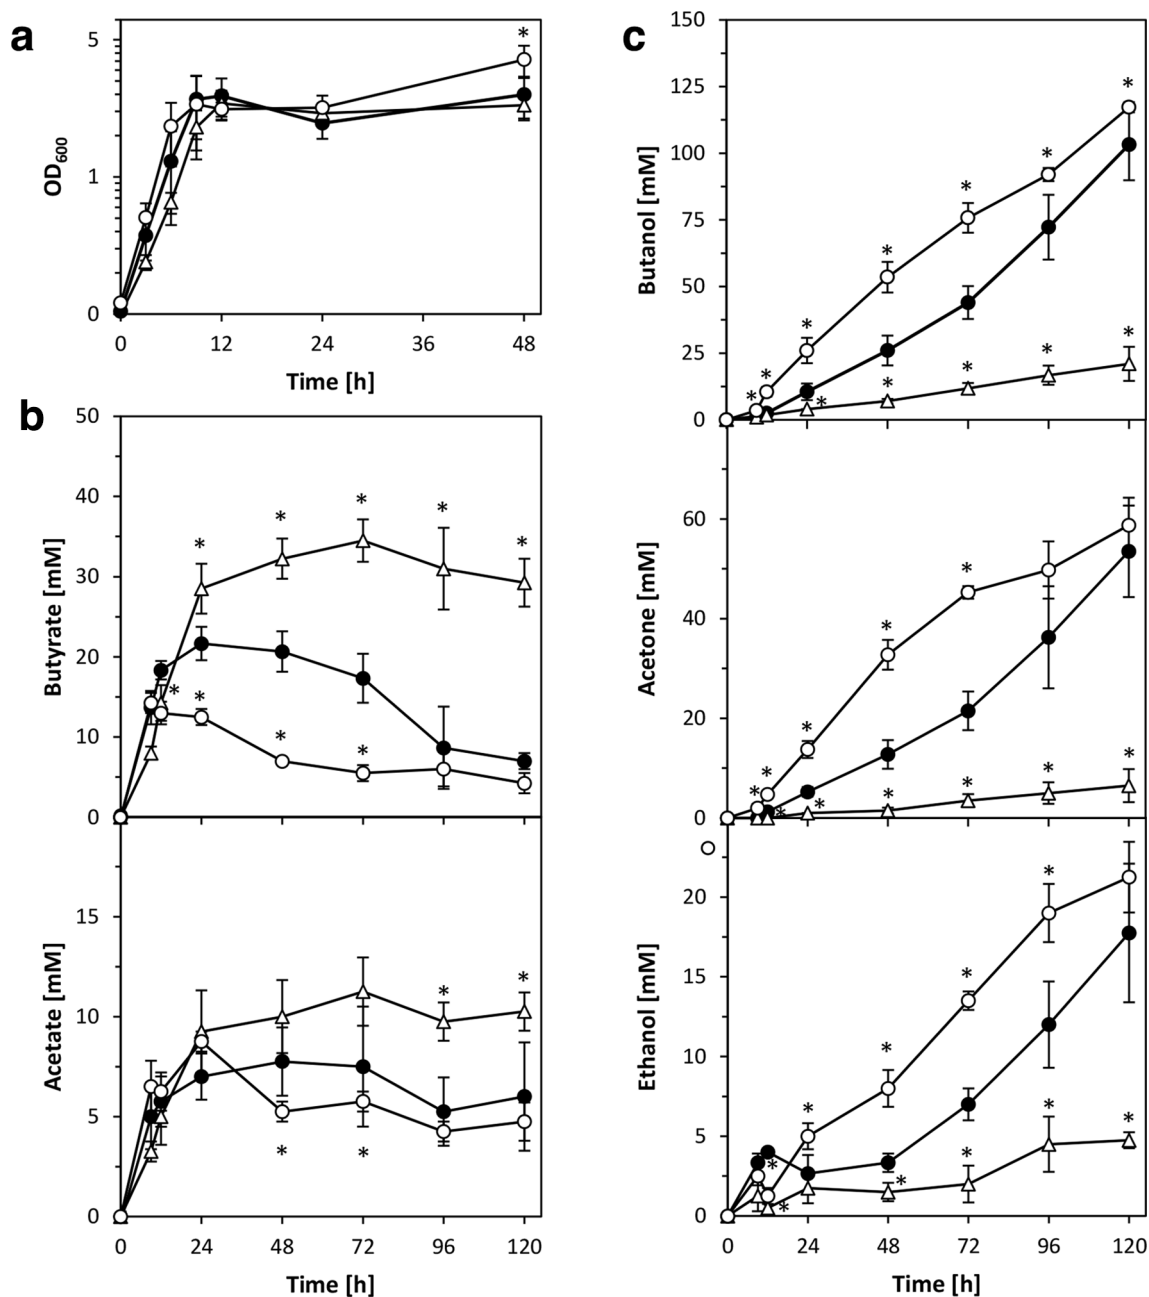 a
5
1
0
OD600
*
0 12 24 36 48
Time [h]
b
50
40
30
20
10
0
Butyrate [mM]
* * * * *
* * * *
15
10
5
0
Acetate [mM]
* *
* *
0 24 48 72 96 120
Time [h]
c
150
125
100
75
50
25
0
Butanol [mM]
* * * * * * *
* * * * *
60
40
20
0
Acetone [mM]
* * * * *
* * * * * *
20
15
10
5
0
Ethanol [mM]
* * * *
* * * * * *
0 24 48 72 96 120
Time [h]